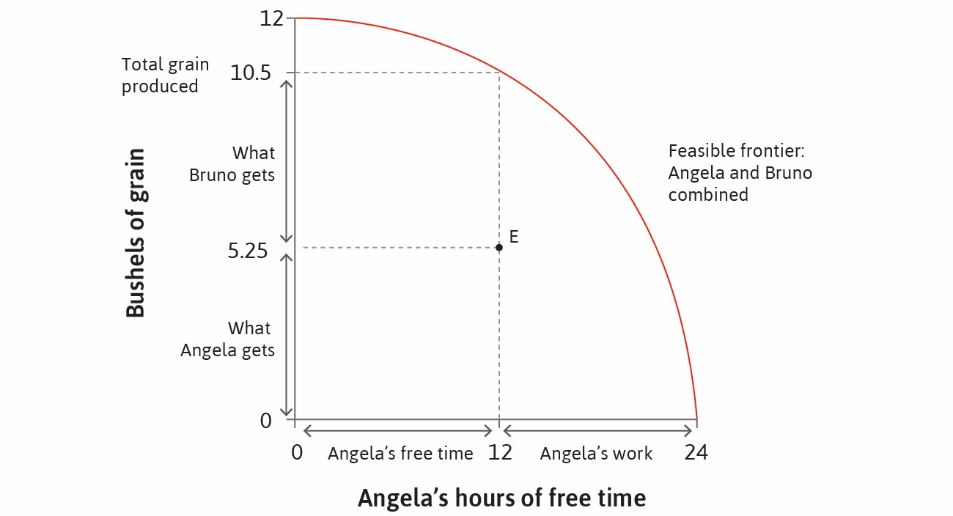 12
Total grain
produced
10.5
What
Bruno gets
Feasible frontier:
Angela and Bruno
combined
Bushels of grain
E
5.25
What
Angela gets
0
0
Angela's free time
12
Angela's work
24
Angela's hours of free time